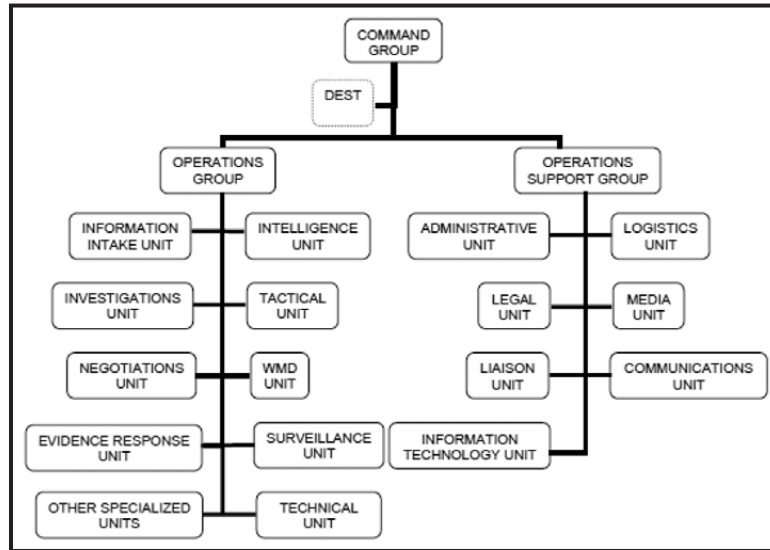 COMMAND
GROUP
DEST
OPERATIONS
GROUP
OPERATIONS
SUPPORT GROUP
INFORMATION
INTAKE UNIT
INTELLIGENCE
UNIT
ADMINISTRATIVE
UNIT
LOGISTICS
UNIT
INVESTIGATIONS
UNIT
TACTICAL
UNIT
LEGAL
UNIT
MEDIA
UNIT
NEGOTIATIONS
UNIT
WMD
UNIT
LIAISON
UNIT
COMMUNICATIONS
UNIT
EVIDENCE RESPONSE
UNIT
SURVEILLANCE
UNIT
INFORMATION
TECHNOLOGY UNIT
OTHER SPECIALIZED
UNITS
TECHNICAL
UNIT